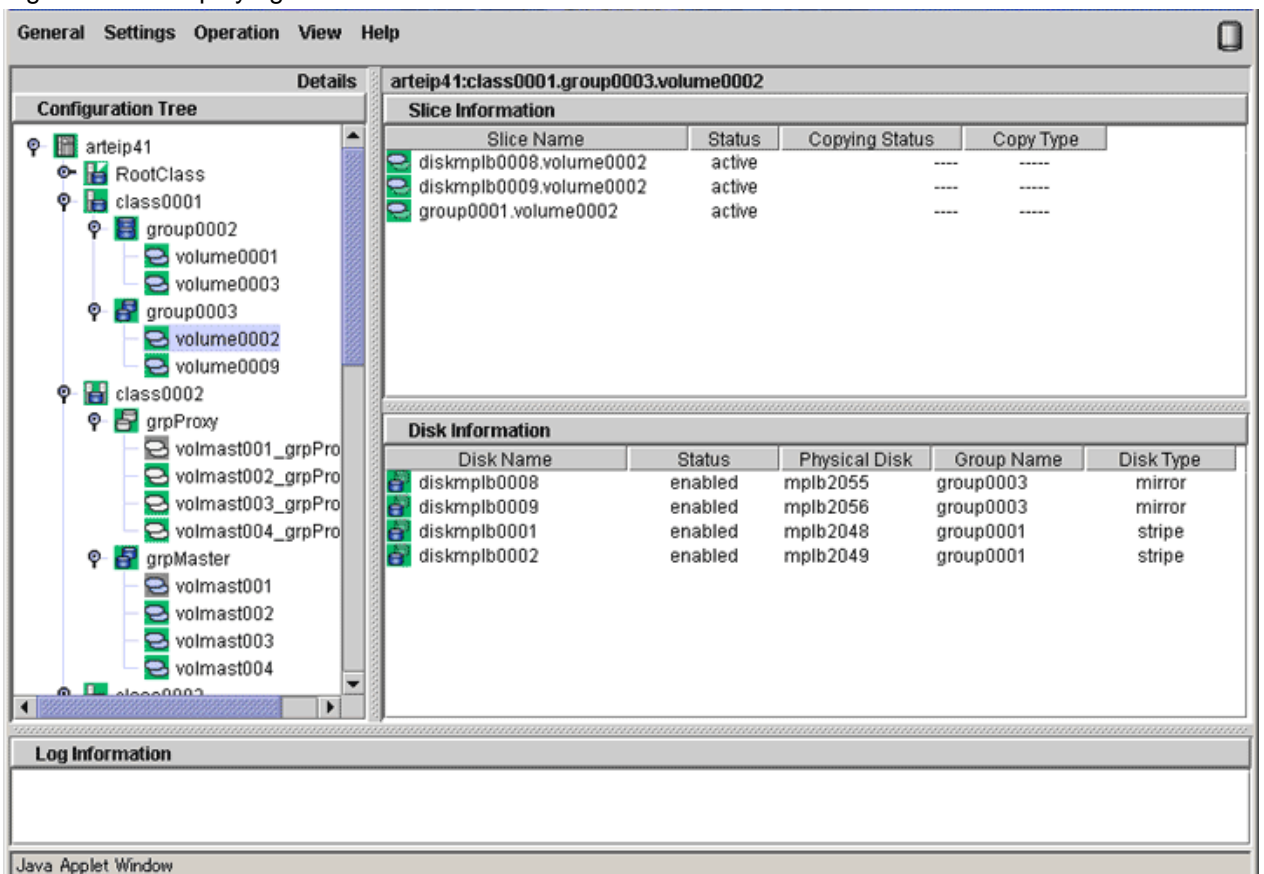 General Settings Operation View Help
Details
arteip41:class0001.group0003.volume0002
Configuration Tree
arteip41
RootClass
class0001
group0002
volume0001
volume0003
group0003
volume0002
volume0009
class0002
grpProxy
volmast001_grpPro
volmast002_grpPro
volmast003_grpPro
volmast004_grpPro
grpMaster
volmast001
volmast002
volmast003
volmast004
Slice Information
Slice Name Status Copying Status Copy Type
diskmplb0008.volume0002 active ---- -----
diskmplb0009.volume0002 active ---- -----
group0001.volume0002 active ---- -----
Disk Information
Disk Name Status Physical Disk Group Name Disk Type
diskmplb0008 enabled mplb2055 group0003 mirror
diskmplb0009 enabled mplb2056 group0003 mirror
diskmplb0001 enabled mplb2048 group0001 stripe
diskmplb0002 enabled mplb2049 group0001 stripe
Log Information
Java Applet Window